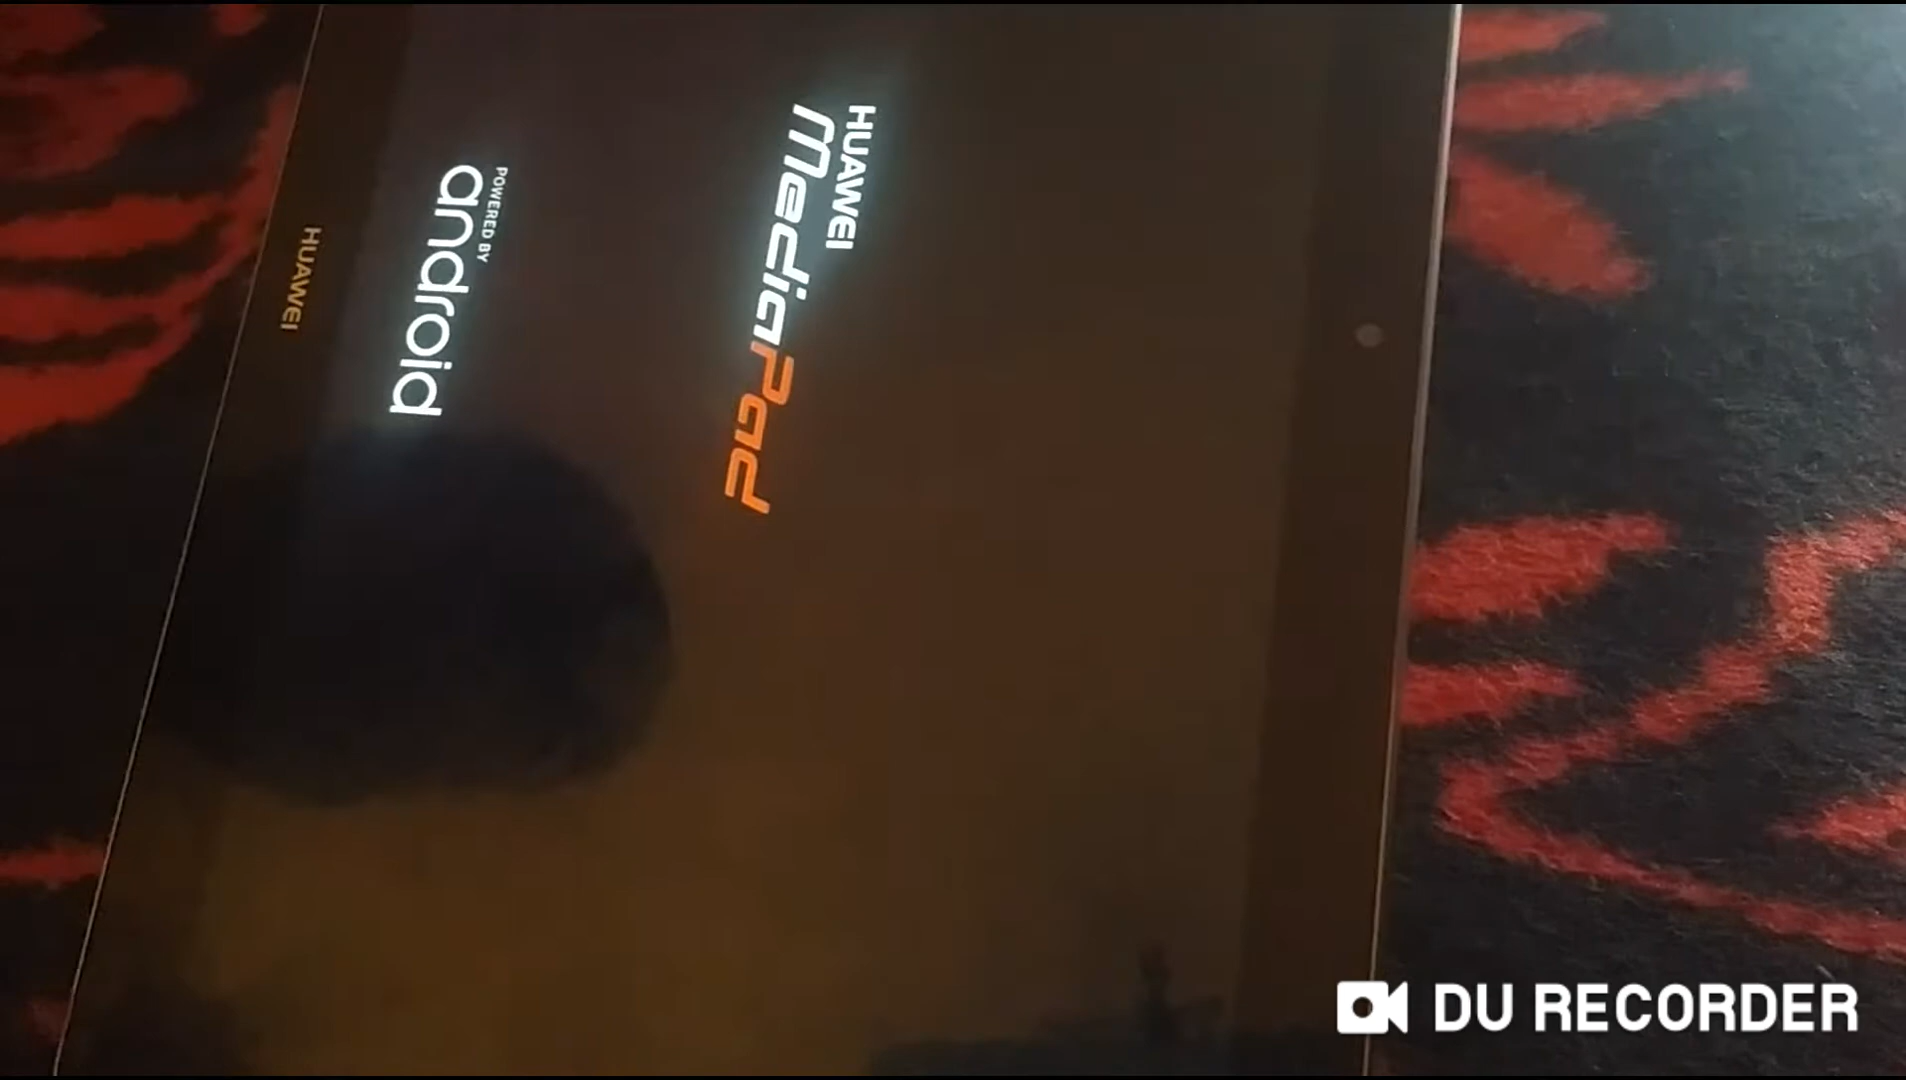 HUAWEI
MediaPad
POWERED BY
android
HUAWEI
DU RECORDER